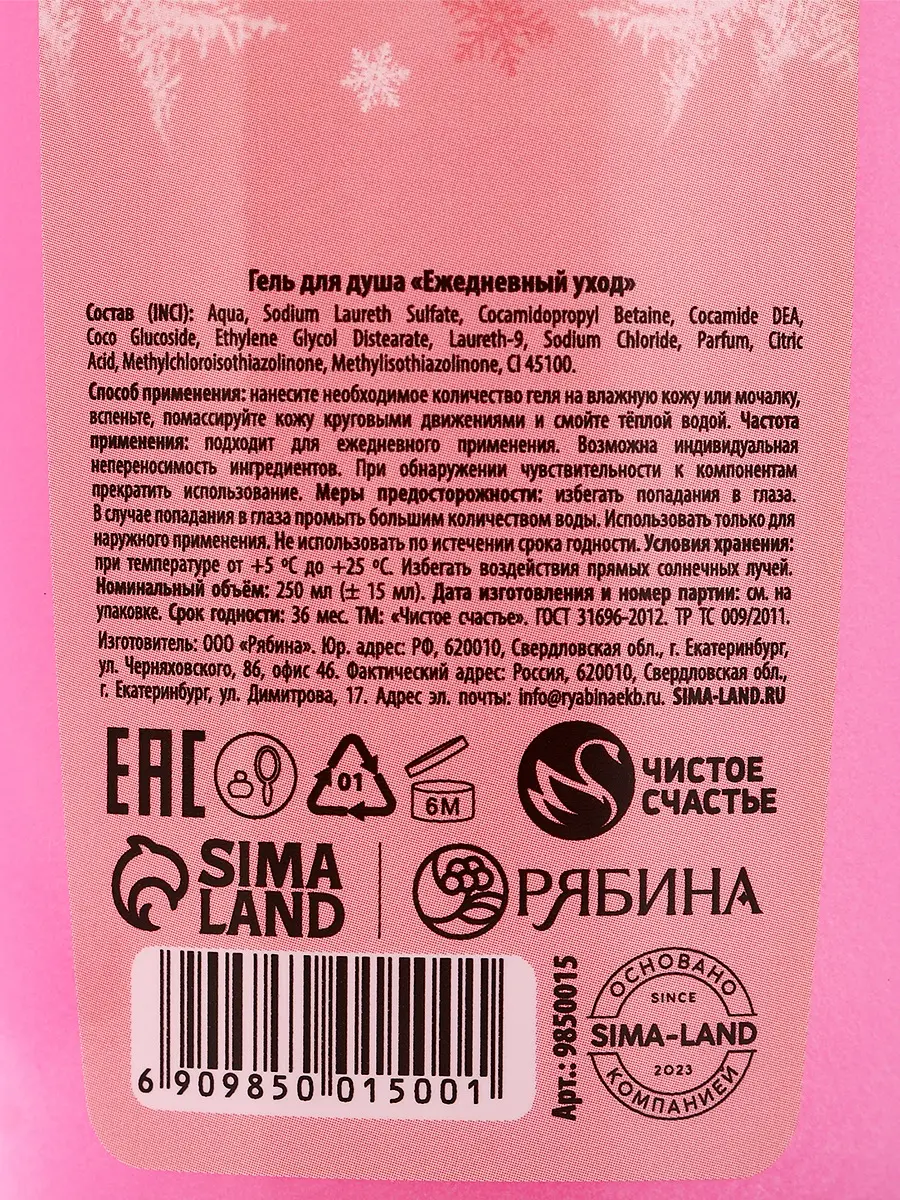 Гель для душа «Ежедневный уход»
Состав (INCI): Aqua, Sodium Laureth Sulfate, Cocamidopropyl Betaine, Cocamide DEA,
Coco Glucoside, Ethylene Glycol Distearate, Laureth-9, Sodium Chloride, Parfum, Citric
Acid, Methylchloroisothiazolinone, Methylisothiazolinone, CI 45100.
Способ применения: нанесите необходимое количество геля на влажную кожу или мочалку,
вспеньте, помассируйте кожу круговыми движениями и смойте тёплой водой. Частота
применения: подходит для ежедневного применения. Возможна индивидуальная
непереносимость ингредиентов. При обнаружении чувствительности к компонентам
прекратить использование. Меры предосторожности: избегать попадания в глаза.
В случае попадания в глаза промыть большим количеством воды. Использовать только для
наружного применения. Не использовать по истечении срока годности. Условия хранения:
при температуре от +5 °С до +25 °С. Избегать воздействия прямых солнечных лучей.
Номинальный объём: 250 мл (± 15 мл). Дата изготовления и номер партии: см. на
упаковке. Срок годности: 36 мес. ТМ: «Чистое счастье». ГОСТ 31696-2012. ТР ТС 009/2011.
Изготовитель: ООО «Рябина». Юр. адрес: РФ, 620010, Свердловская обл., г. Екатеринбург,
ул. Черняховского, 86, офис 46. Фактический адрес: Россия, 620010, Свердловская обл.,
г. Екатеринбург, ул. Димитрова, 17. Адрес эл. почты: info@ryabinaekb.ru. SIMA-LAND.RU
ЕАС
01
6M
ЧИСТОЕ
СЧАСТЬЕ
SIMA
LAND
РЯБИНА
6 909850 015001
Арт.: 9850015
ОСНОВАНО
SINCE
SIMA-LAND
2023
КОМПАНИЕЙ